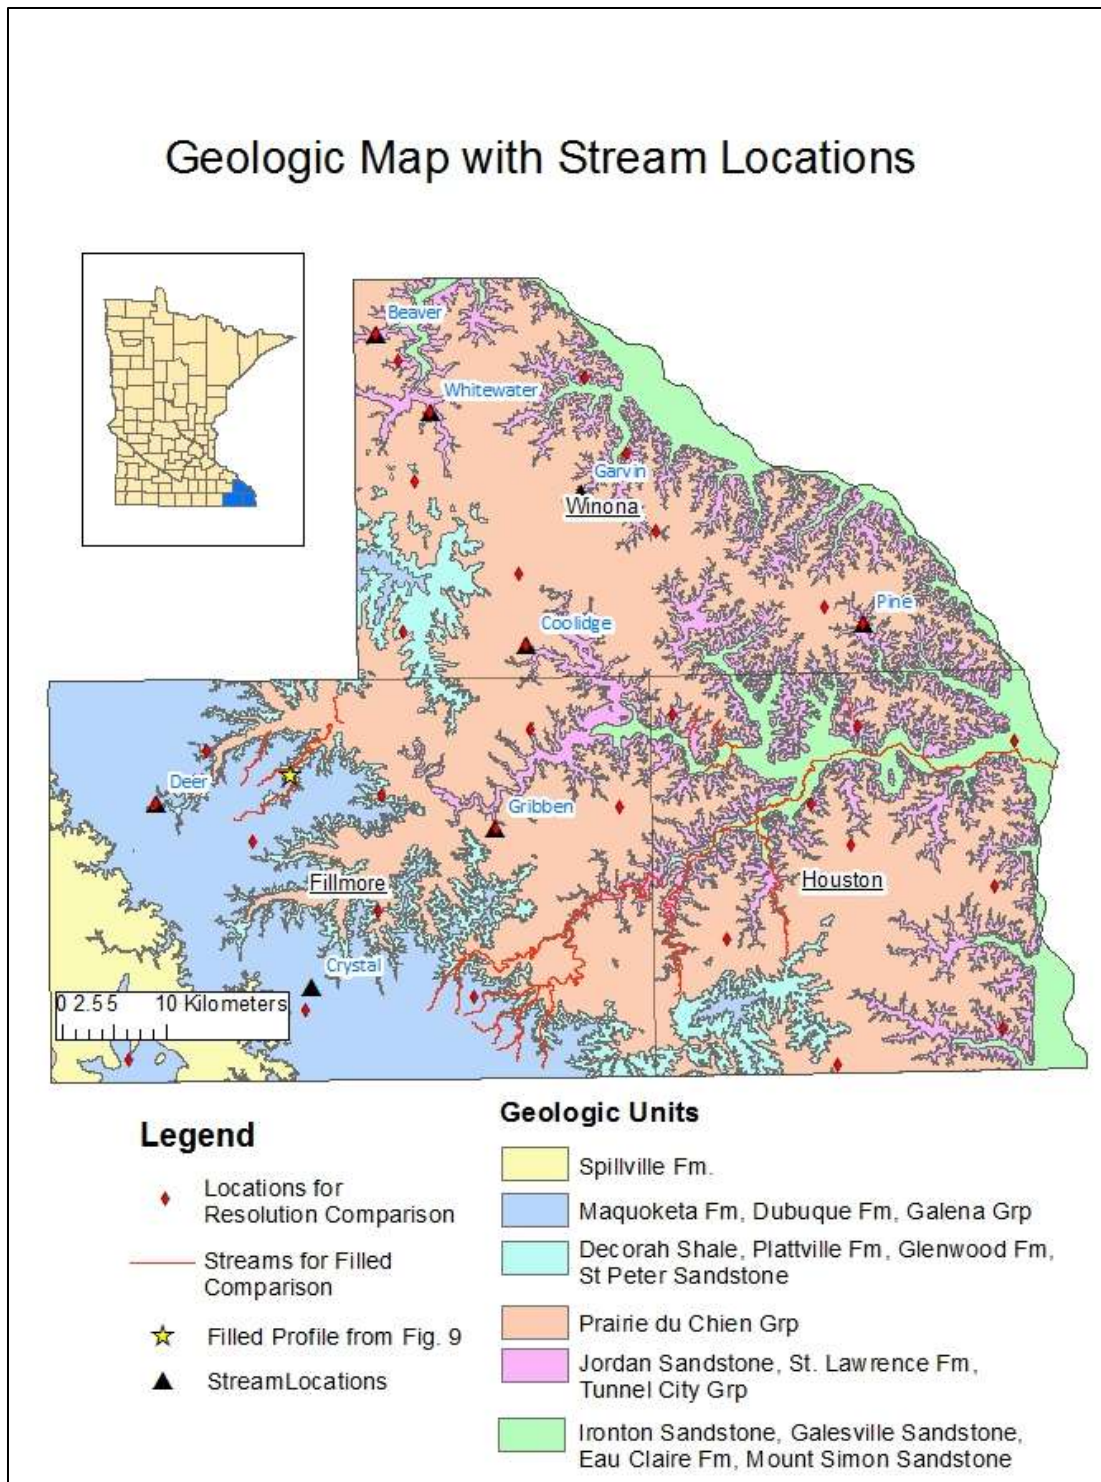 Geologic Map with Stream Locations
Beaver
Whitewater
Garvin
Winona
Pine
Coolidge
Deer
Gribben
Fillmore
Houston
Crystal
0 2.55 10 Kilometers
Legend
Locations for
Resolution Comparison
Streams for Filled
Comparison
Filled Profile from Fig. 9
StreamLocations
Geologic Units
Spillville Fm.
Maquoketa Fm, Dubuque Fm, Galena Grp
Decorah Shale, Plattville Fm, Glenwood Fm,
St Peter Sandstone
Prairie du Chien Grp
Jordan Sandstone, St. Lawrence Fm,
Tunnel City Grp
Ironton Sandstone, Galesville Sandstone,
Eau Claire Fm, Mount Simon Sandstone